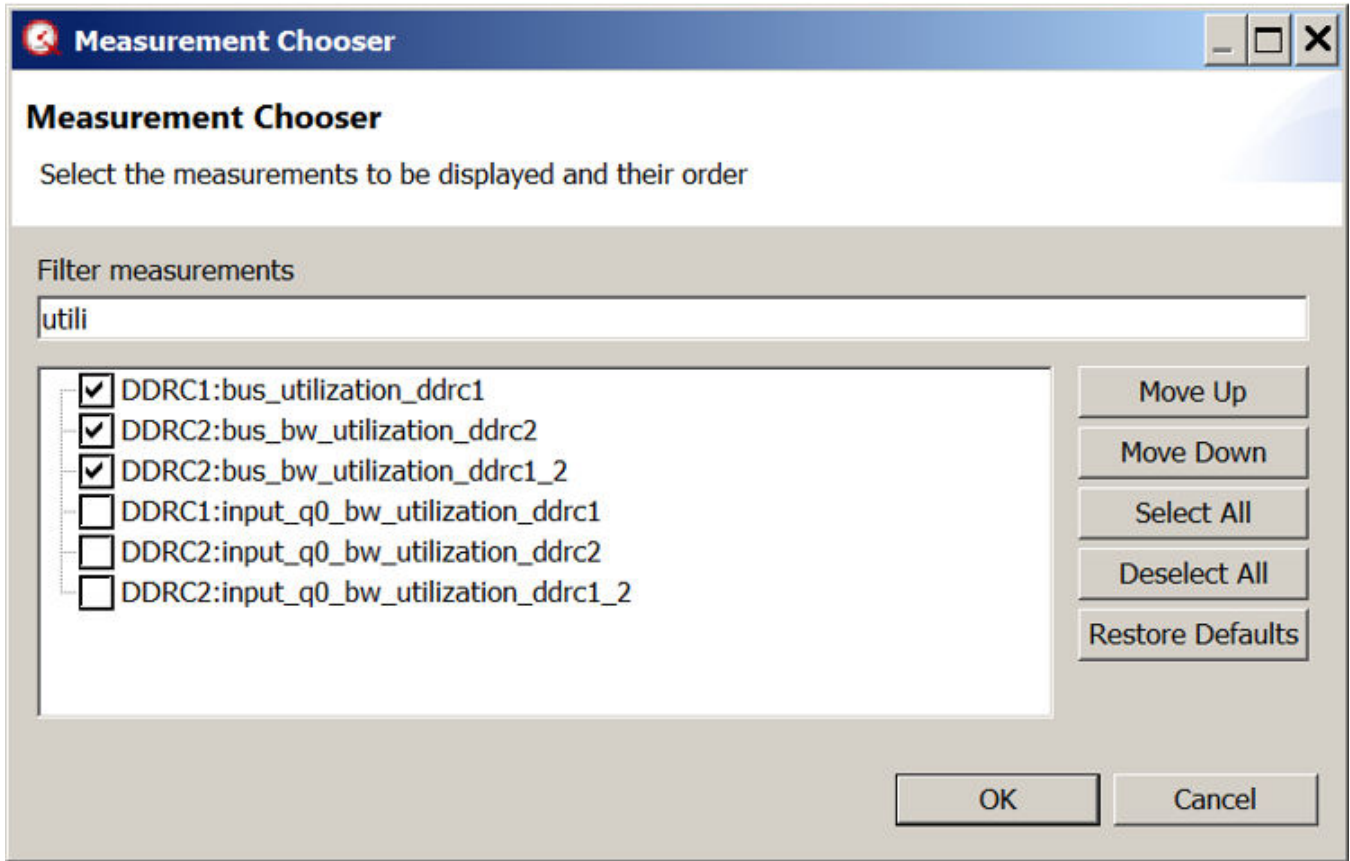 Measurement Chooser
Measurement Chooser
Select the measurements to be displayed and their order
Filter measurements
utili
DDRC1:bus_utilization_ddrc1
DDRC2:bus_bw_utilization_ddrc2
DDRC2:bus_bw_utilization_ddrc1_2
DDRC1:input_q0_bw_utilization_ddrc1
DDRC2:input_q0_bw_utilization_ddrc2
DDRC2:input_q0_bw_utilization_ddrc1_2
Move Up
Move Down
Select All
Deselect All
Restore Defaults
OK
Cancel